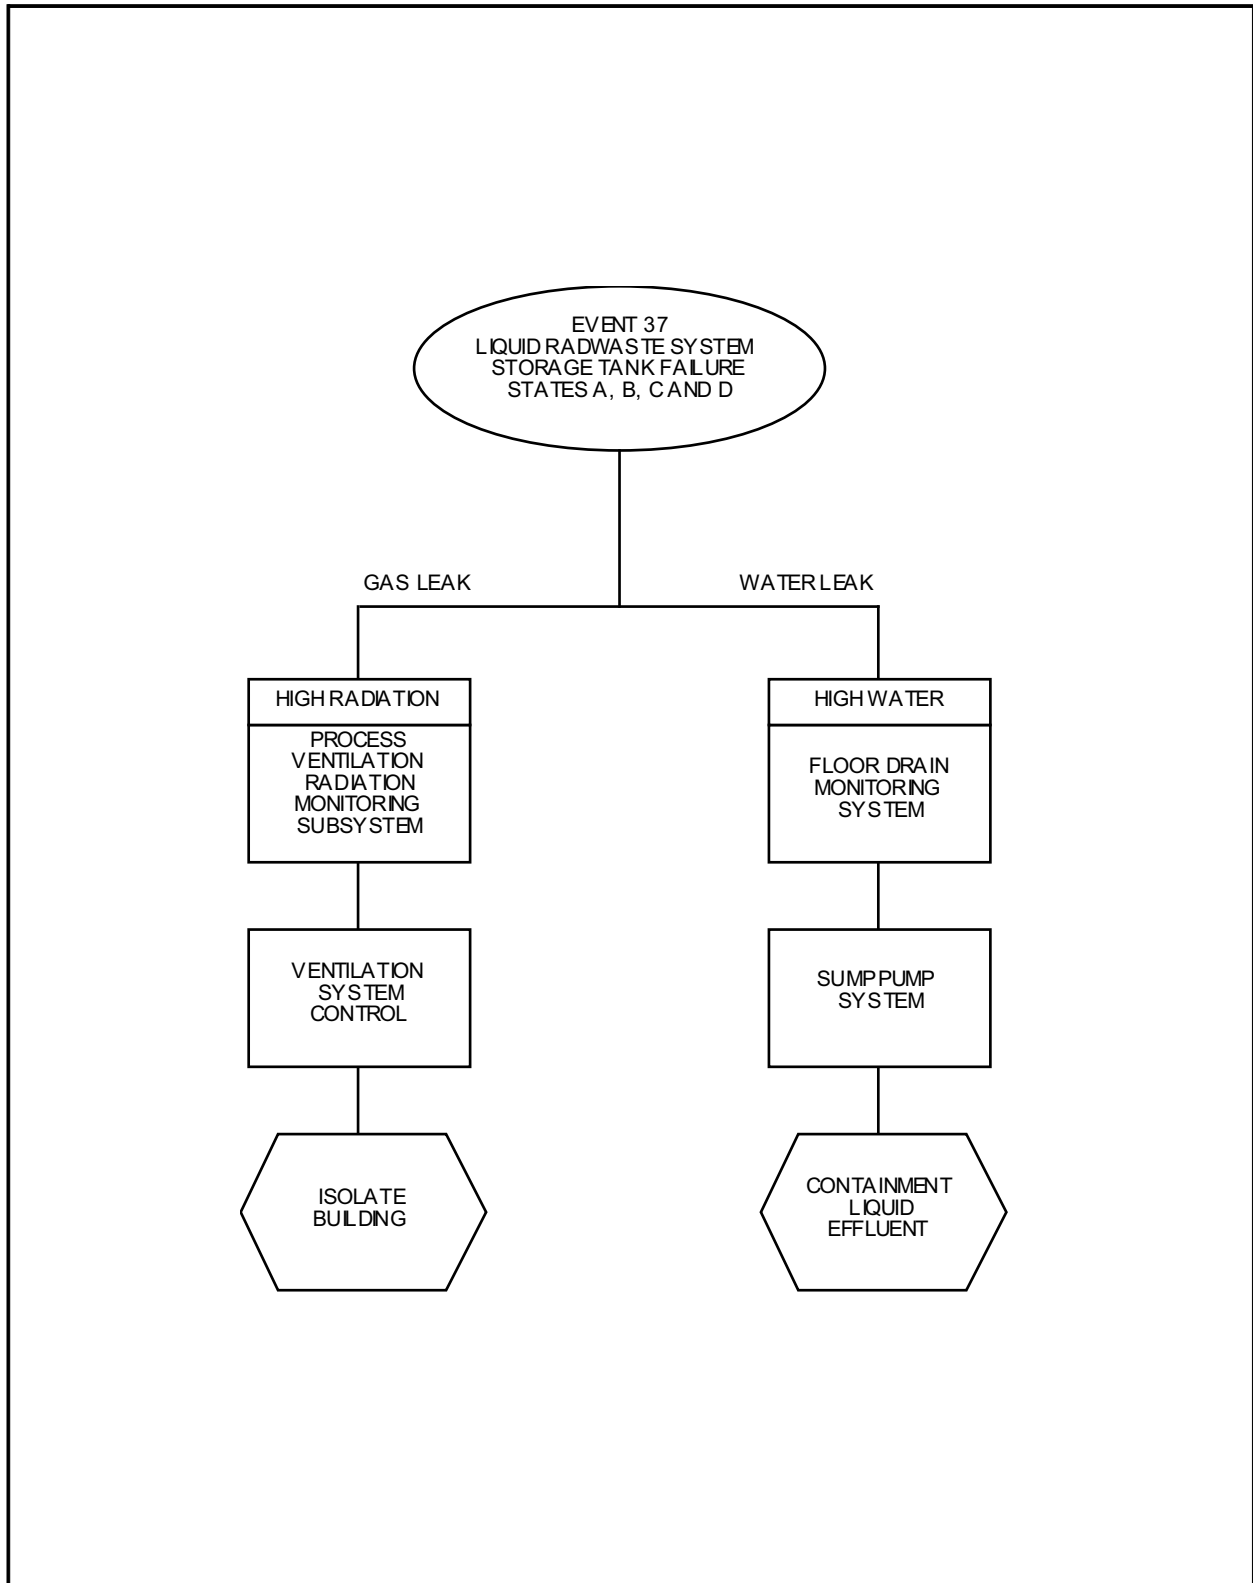 EVENT 37
LIQUID RADWASTE SYSTEM
STORAGE TANK FAILURE
STATES A, B, C AND D
GAS LEAK
WATER LEAK
HIGH RADIATION
PROCESS
VENTILATION
RADIATION
MONITORING
SUBSYSTEM
HIGH WATER
FLOOR DRAIN
MONITORING
SYSTEM
VENTILATION
SYSTEM
CONTROL
SUMP PUMP
SYSTEM
ISOLATE
BUILDING
CONTAINMENT
LIQUID
EFFLUENT